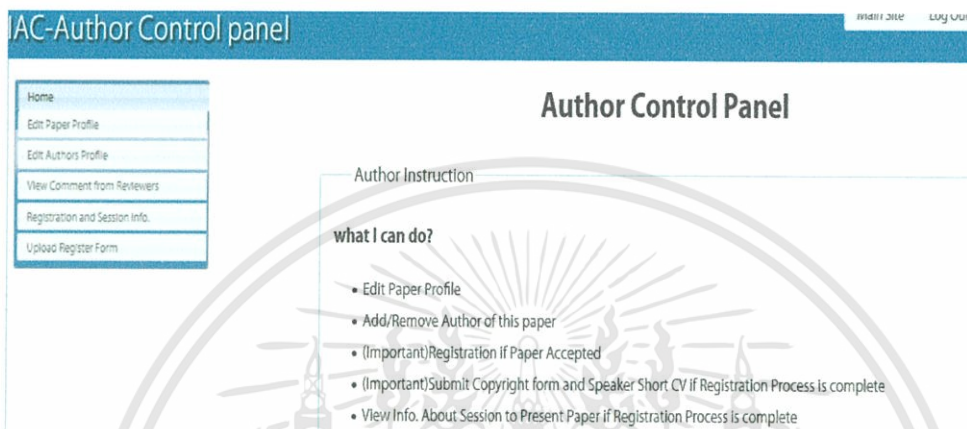 IAC-Author Control panel
Main Site Log Out
Home
Edit Paper Profile
Edit Authors Profile
View Comment from Reviewers
Registration and Session Info.
Upload Register Form
Author Control Panel
Author Instruction
what I can do?
• Edit Paper Profile
• Add/Remove Author of this paper
• (Important)Registration if Paper Accepted
• (Important)Submit Copyright form and Speaker Short CV if Registration Process is complete
• View Info. About Session to Present Paper if Registration Process is complete